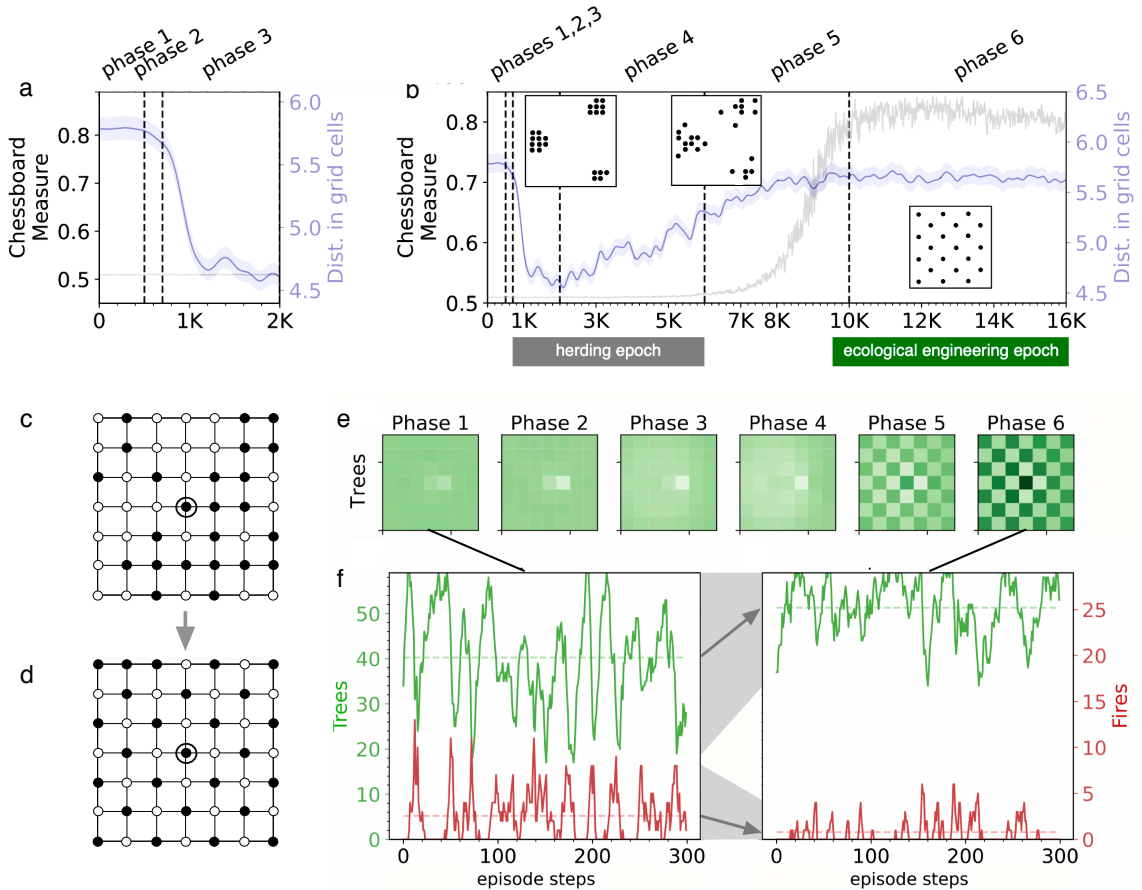 phase 1
phase 2
phase 3
phases 1,2,3
phase 4
phase 5
phase 6
a
Chessboard
Measure
0.8
0.7
0.6
0.5
6.0
5.5
5.0
4.5
Dist. in grid cells
0
1K
2K
b
Chessboard
Measure
0.8
0.7
0.6
0.5
6.5
6.0
5.5
5.0
4.5
Dist. in grid cells
0
1K
3K
5K
7K
8K
10K
12K
14K
16K
herding epoch
ecological engineering epoch
c
d
e
Phase 1
Phase 2
Phase 3
Phase 4
Phase 5
Phase 6
Trees
f
Trees
50
40
30
20
10
0
0
100
200
300
episode steps
25
20
15
10
5
0
Fires
0
100
200
300
episode steps